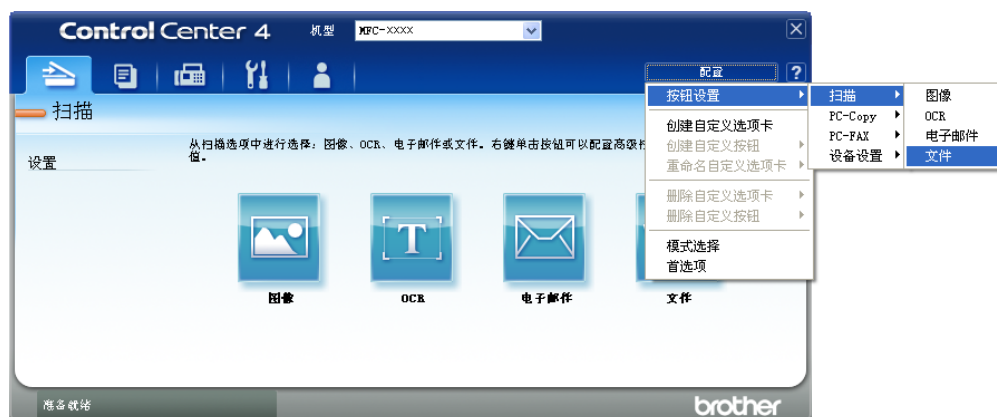 Control Center 4 机型 MFC-XXXX
配置 ?
扫描
设置
从扫描选项中进行选择：图像、OCR、电子邮件或文件。右键单击按钮可以配置高级
值。
图像 OCR 电子邮件 文件
按钮设置
创建自定义选项卡
创建自定义按钮
重命名自定义选项卡
删除自定义选项卡
删除自定义按钮
模式选择
首选项
扫描
PC-Copy
PC-FAX
设备设置
图像
OCR
电子邮件
文件
准备就绪
brother